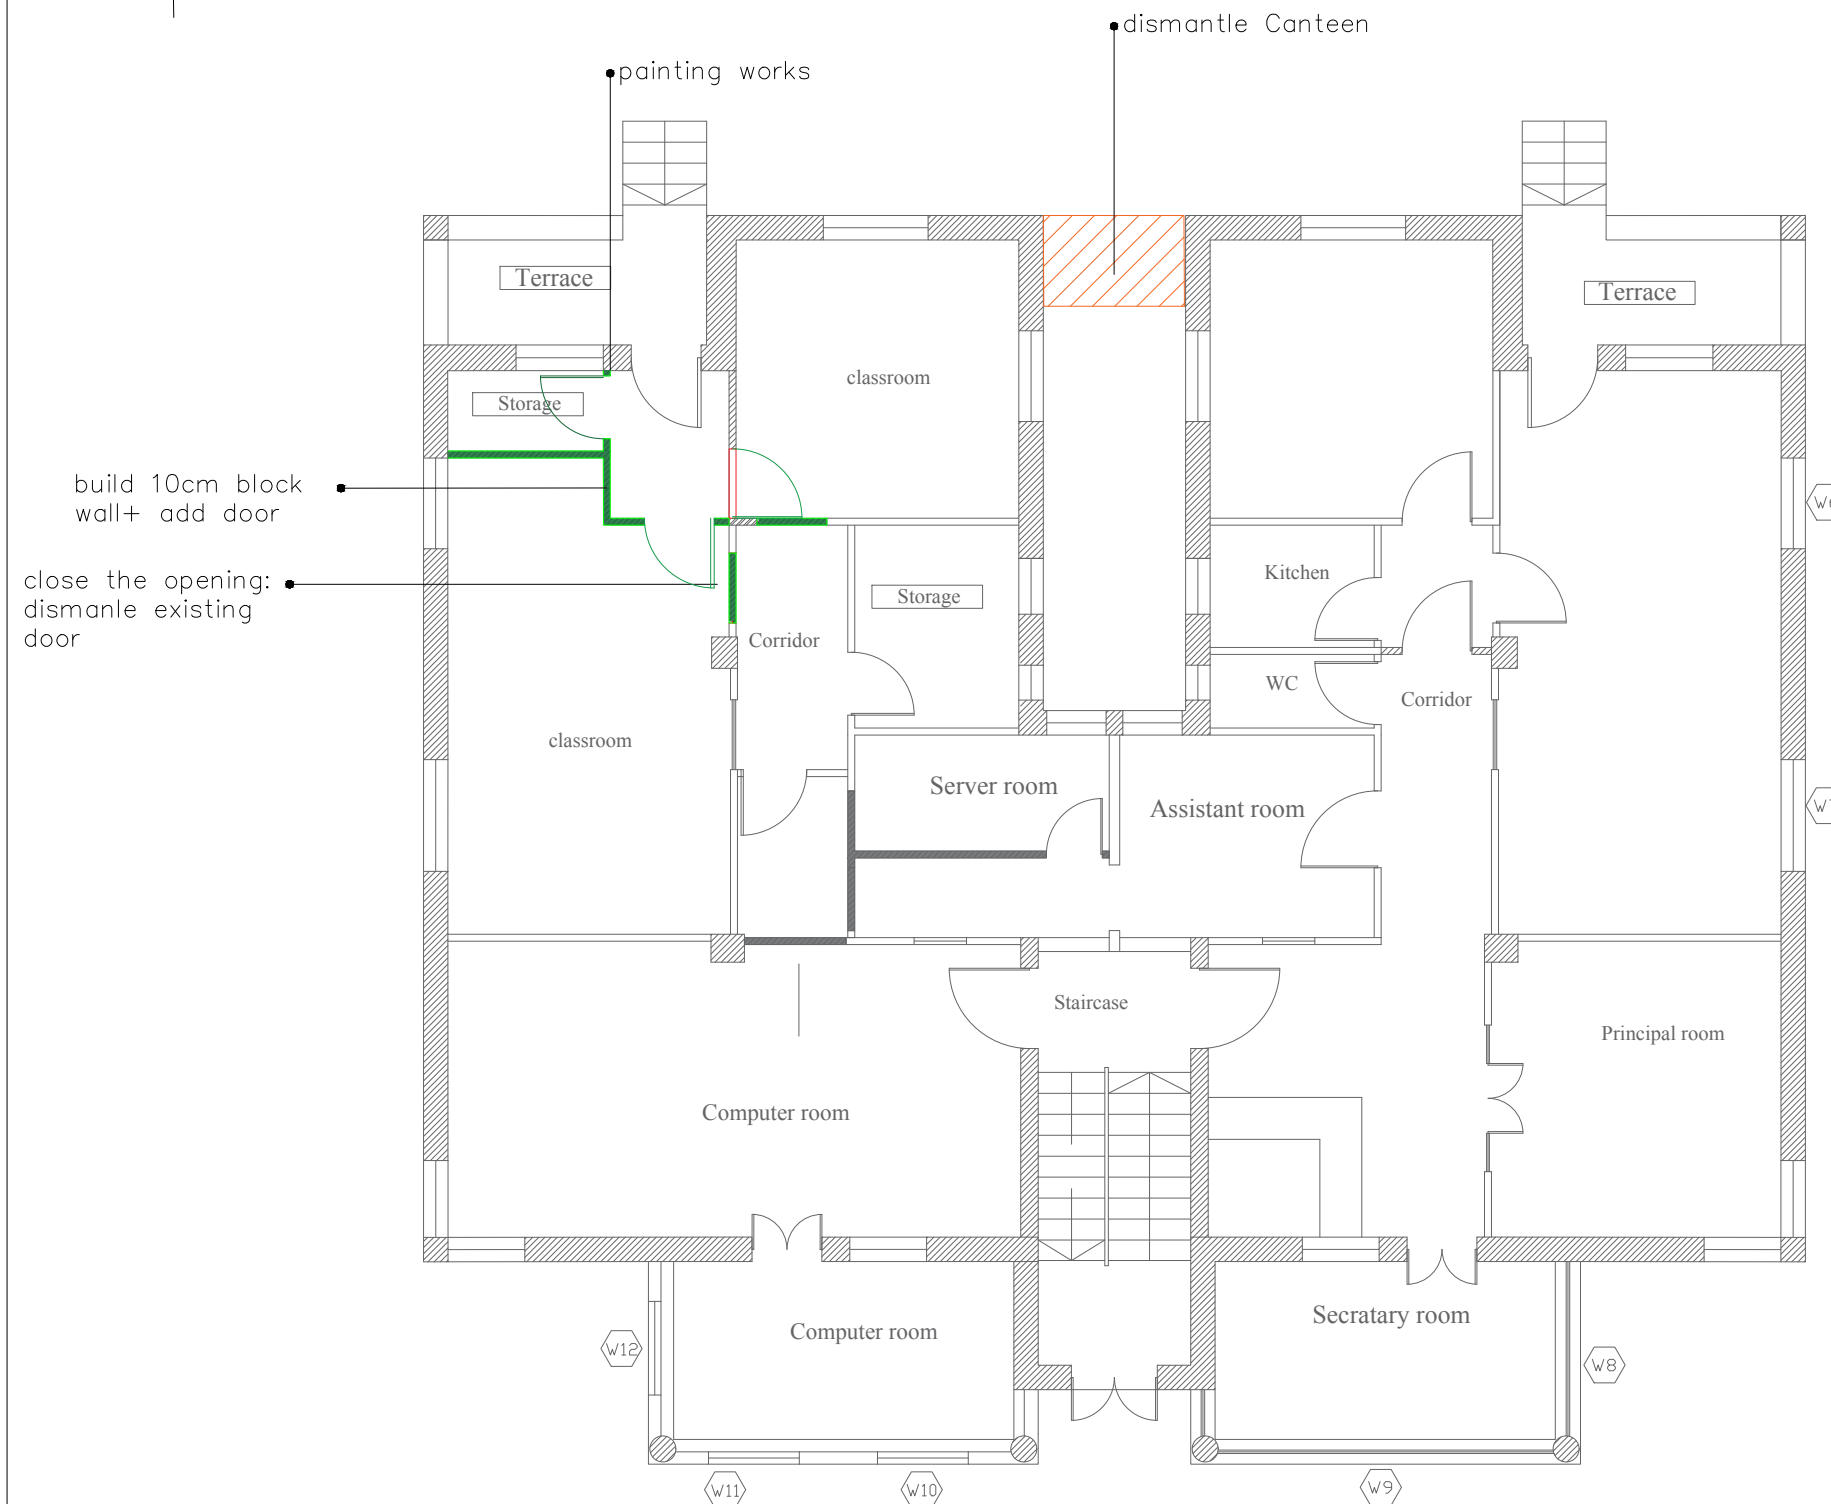 dismantle Canteen
painting works
Terrace
Terrace
classroom
Storage
build 10cm block
wall+ add door
close the opening:
dismanle existing
door
Kitchen
Storage
Corridor
WC
Corridor
classroom
Server room
Assistant room
Staircase
Principal room
Computer room
Secratary room
Computer room
W12
W8
W11
W10
W9